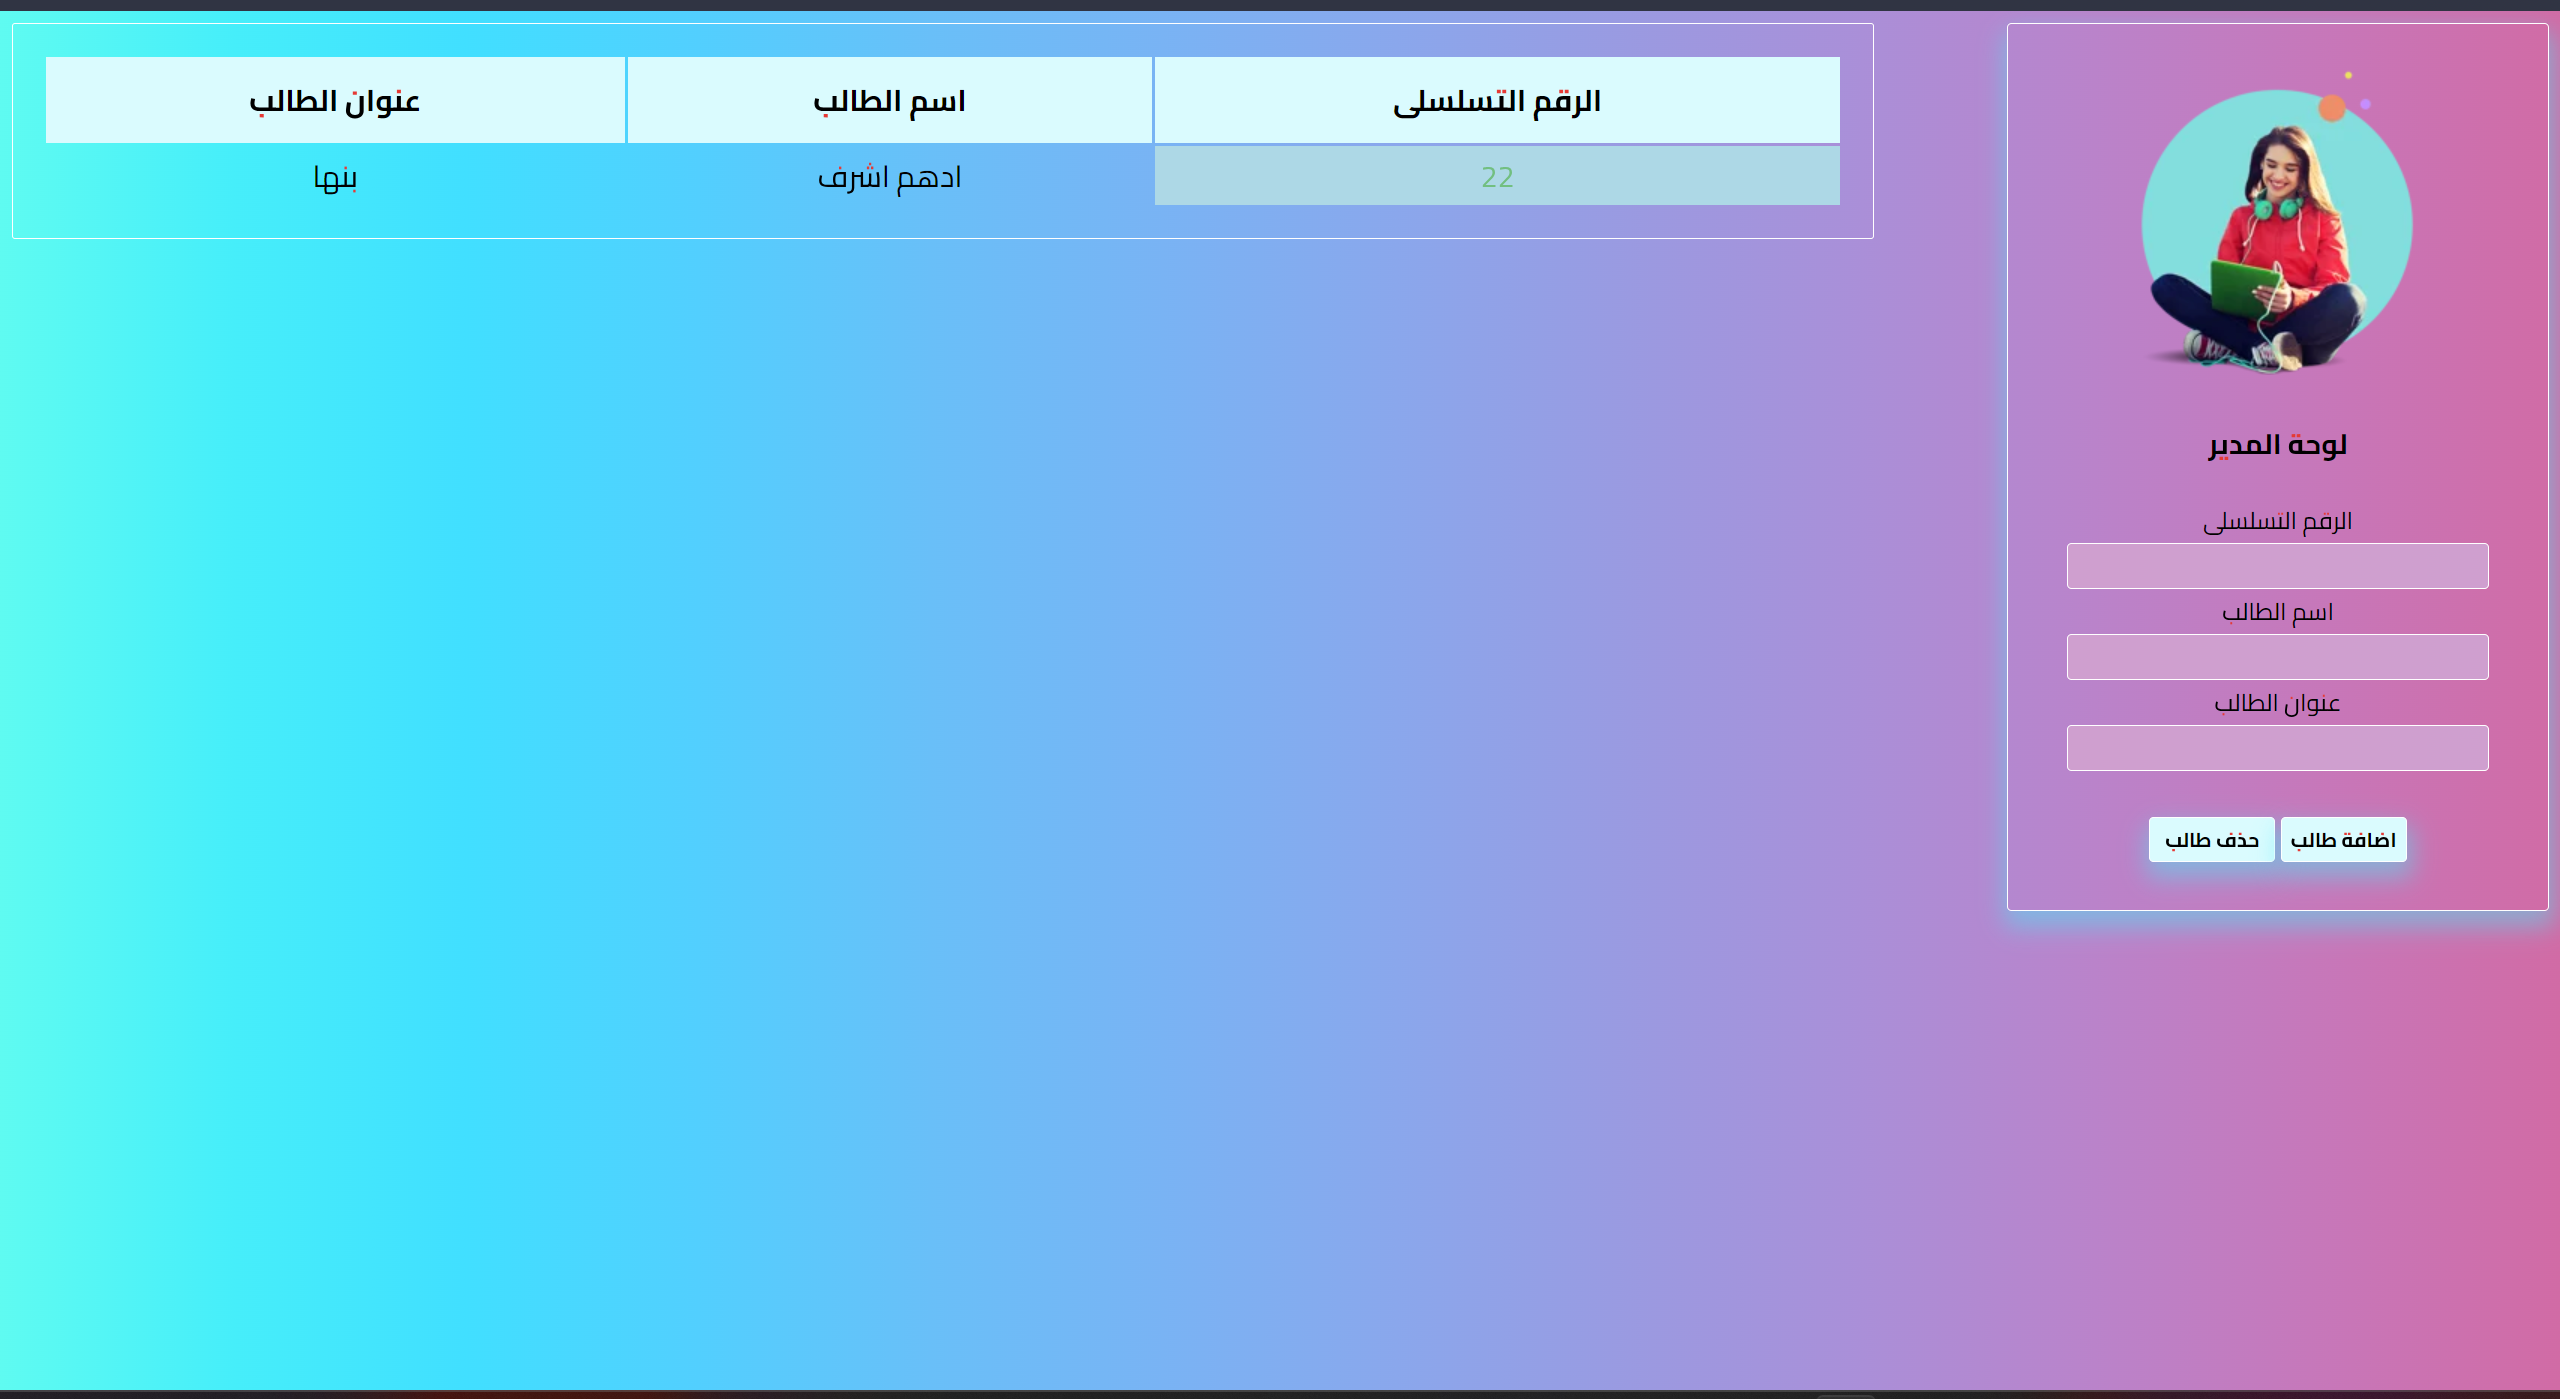 لوحة المدير
الرقم التسلسلى
اسم الطالب
عنوان الطالب
اضافة طالب حذف طالب
الرقم التسلسلى اسم الطالب عنوان الطالب
22 ادهم اشرف بنها